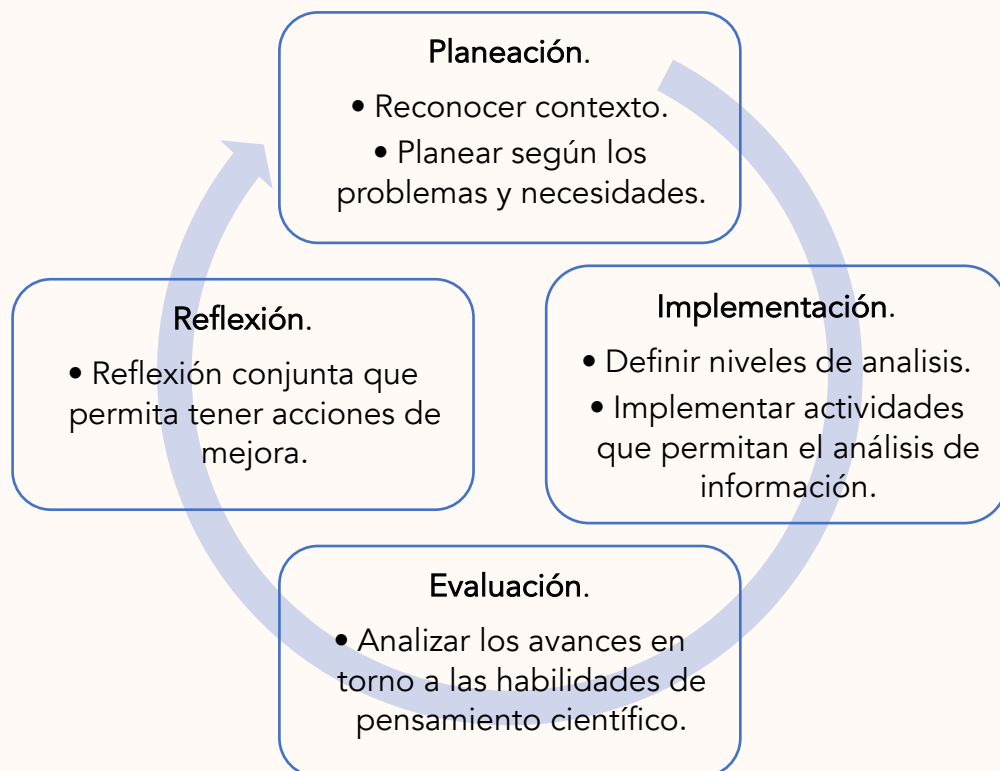 Planeación.
• Reconocer contexto.
• Planear según los
problemas y necesidades.
Implementación.
• Definir niveles de analisis.
• Implementar actividades
que permitan el análisis de
información.
Evaluación.
• Analizar los avances en
torno a las habilidades de
pensamiento científico.
Reflexión.
• Reflexión conjunta que
permita tener acciones de
mejora.